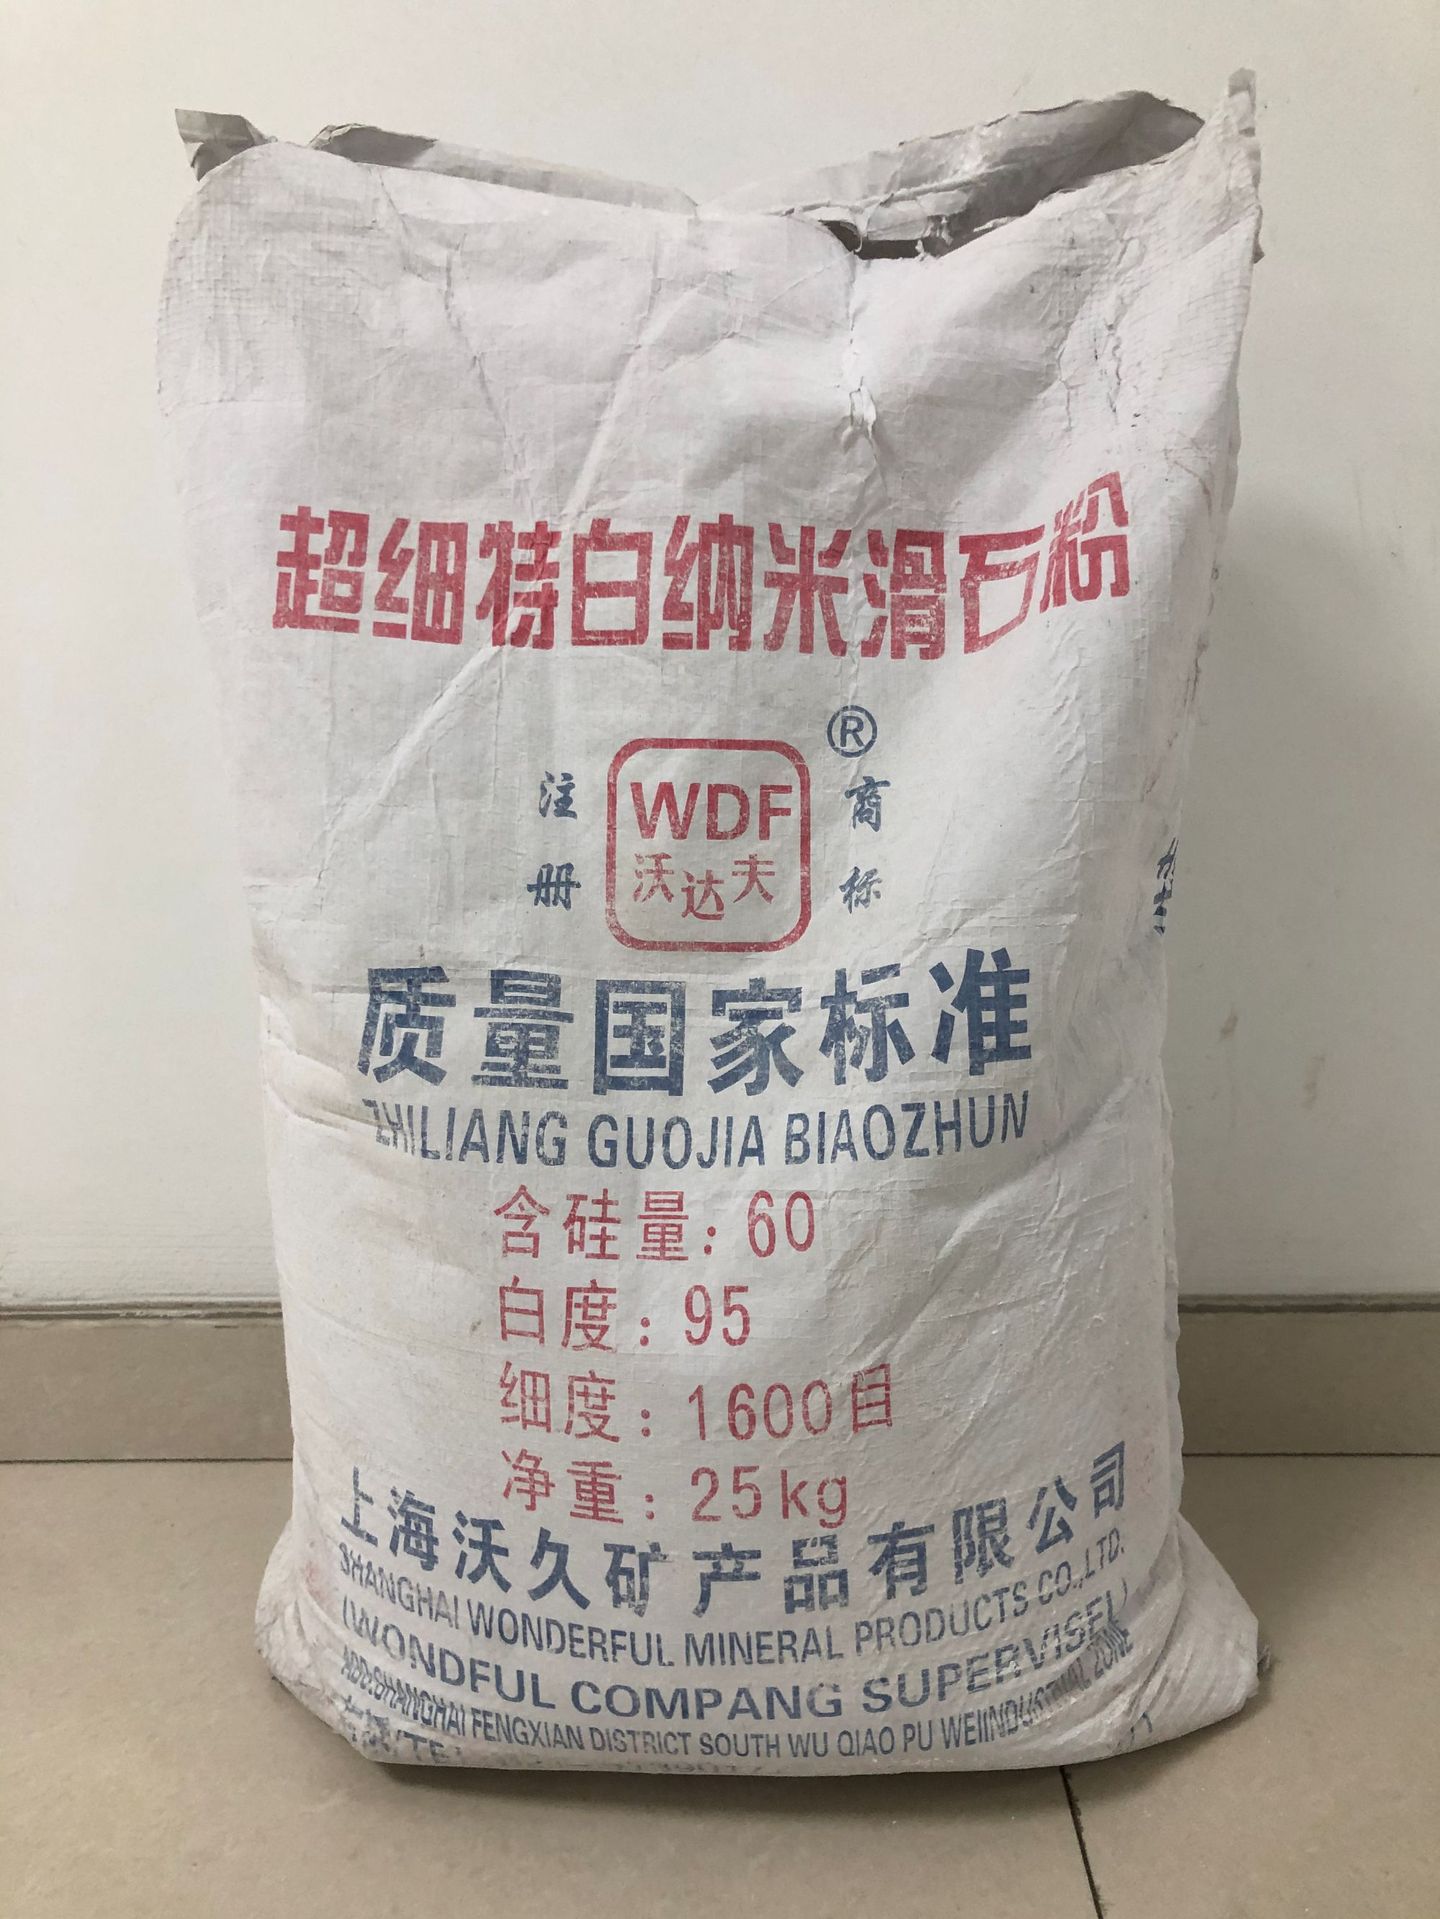 超细特白纳米滑石粉
®
注册 商标
WDF
沃达夫
质量国家标准
ZHILIANG GUOJIA BIAOZHUN
含硅量：60
白度：95
细度：1600目
净重：25kg
上海沃久矿产品有限公司
SHANGHAI WONDERFUL MINERAL PRODUCTS CO.,LTD.
(WONDFUL COMPANG SUPERVISEL)
ADD:SHANGHAI FENGXIAN DISTRICT SOUTH WU QIAO PU WEIINDUSTRIAL ZONE